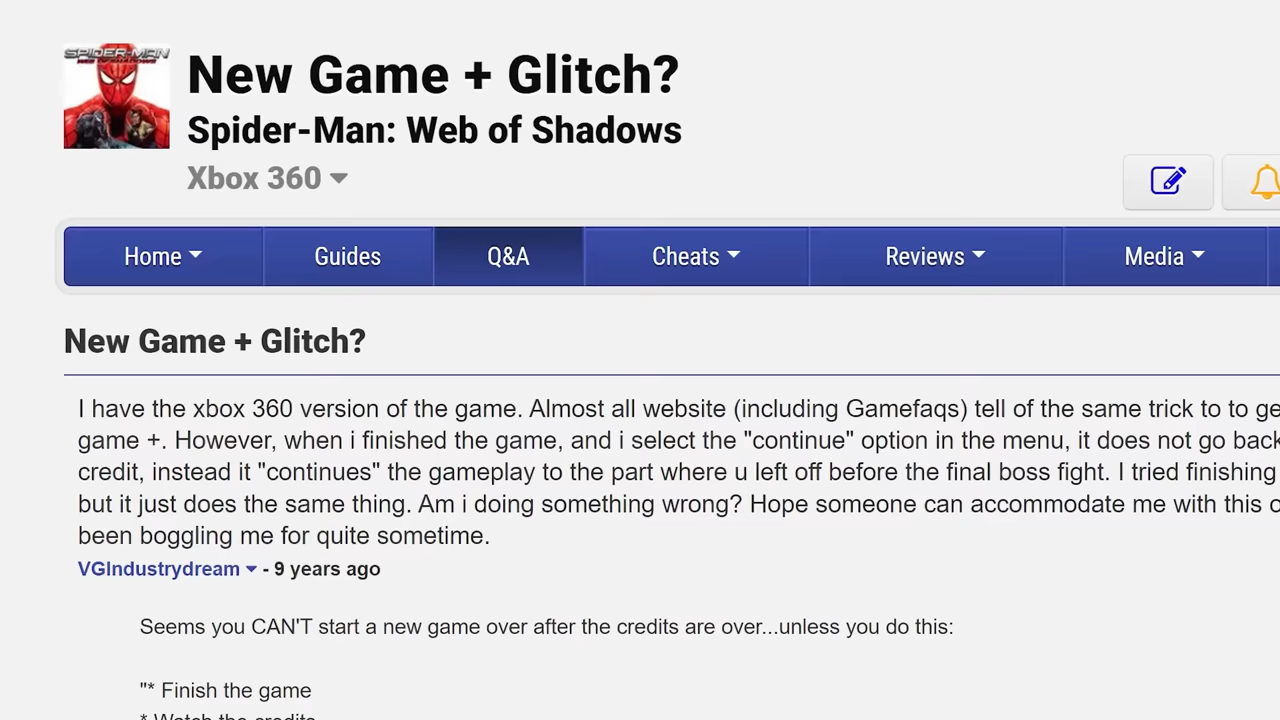 SPIDER-MAN
WEB OF SHADOWS
New Game + Glitch?
Spider-Man: Web of Shadows
Xbox 360
Home
Guides
Q&A
Cheats
Reviews
Media
New Game + Glitch?
I have the xbox 360 version of the game. Almost all website (including Gamefaqs) tell of the same trick to to ge
game +. However, when i finished the game, and i select the "continue" option in the menu, it does not go back
credit, instead it "continues" the gameplay to the part where u left off before the final boss fight. I tried finishing
but it just does the same thing. Am i doing something wrong? Hope someone can accommodate me with this o
been boggling me for quite sometime.
VGIndustrydream - 9 years ago
Seems you CAN'T start a new game over after the credits are over...unless you do this:
"* Finish the game
* Watch the credits